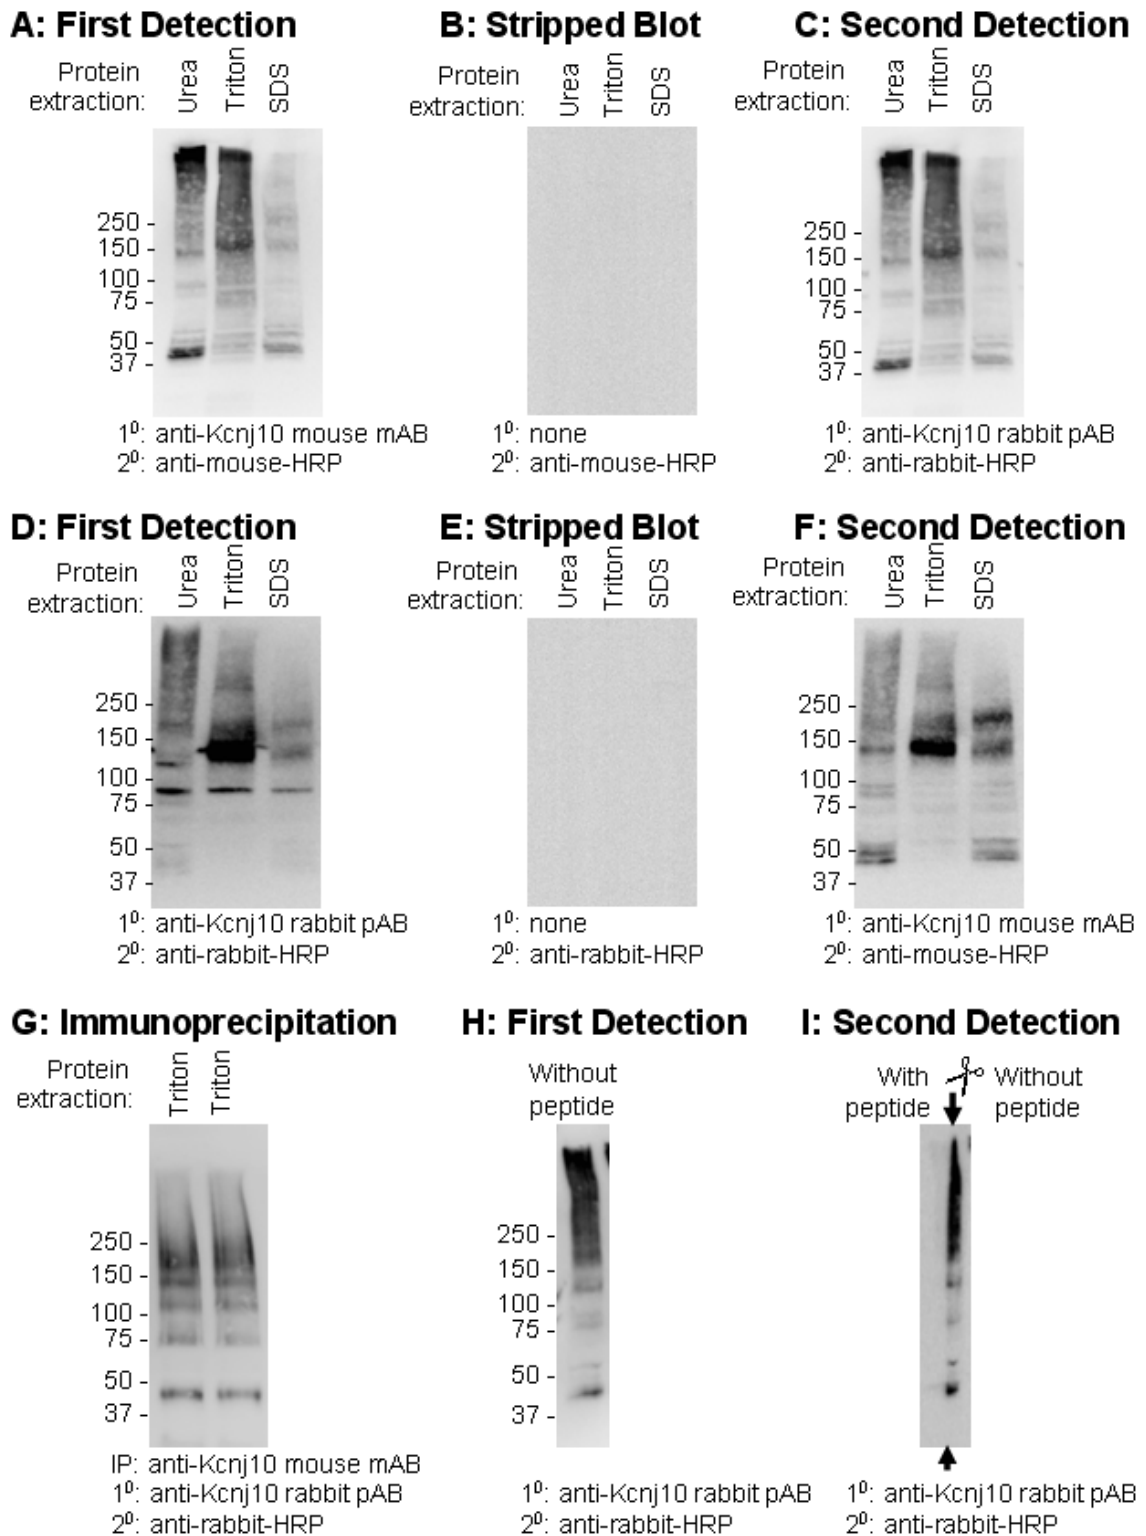 A: First Detection
B: Stripped Blot
C: Second Detection
Protein
extraction:
Urea
Triton
SDS
Protein
extraction:
Urea
Triton
SDS
Protein
extraction:
Urea
Triton
SDS
250 -
150 -
100 -
75 -
50 -
37 -
250 -
150 -
100 -
75 -
50 -
37 -
1⁰: anti-Kcnj10 mouse mAB
2⁰: anti-mouse-HRP
1⁰: none
2⁰: anti-mouse-HRP
1⁰: anti-Kcnj10 rabbit pAB
2⁰: anti-rabbit-HRP
D: First Detection
E: Stripped Blot
F: Second Detection
Protein
extraction:
Urea
Triton
SDS
Protein
extraction:
Urea
Triton
SDS
Protein
extraction:
Urea
Triton
SDS
250 -
150 -
100 -
75 -
50 -
37 -
250 -
150 -
100 -
75 -
50 -
37 -
1⁰: anti-Kcnj10 rabbit pAB
2⁰: anti-rabbit-HRP
1⁰: none
2⁰: anti-rabbit-HRP
1⁰: anti-Kcnj10 mouse mAB
2⁰: anti-mouse-HRP
G: Immunoprecipitation
H: First Detection
I: Second Detection
Protein
extraction:
Triton
Triton
Without
peptide
With
peptide
Without
peptide
250 -
150 -
100 -
75 -
50 -
37 -
250 -
150 -
100 -
75 -
50 -
37 -
IP: anti-Kcnj10 mouse mAB
1⁰: anti-Kcnj10 rabbit pAB
2⁰: anti-rabbit-HRP
1⁰: anti-Kcnj10 rabbit pAB
2⁰: anti-rabbit-HRP
1⁰: anti-Kcnj10 rabbit pAB
2⁰: anti-rabbit-HRP